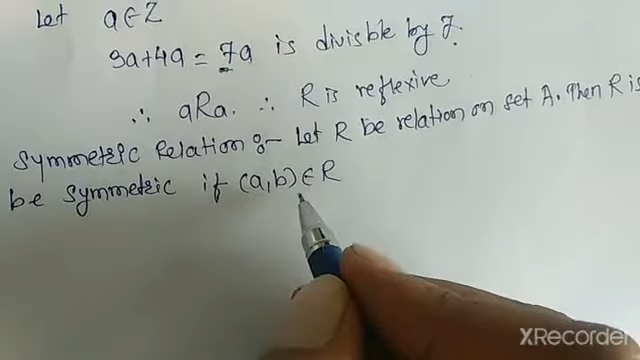 Let a∈Z
3a+4a = 7a is divisble by 7.
∴ aRa. ∴ R is reflexive
Symmetric Relation :- Let R be relation on set A. Then R is
be symmetric if (a,b)∈R
XRecorder